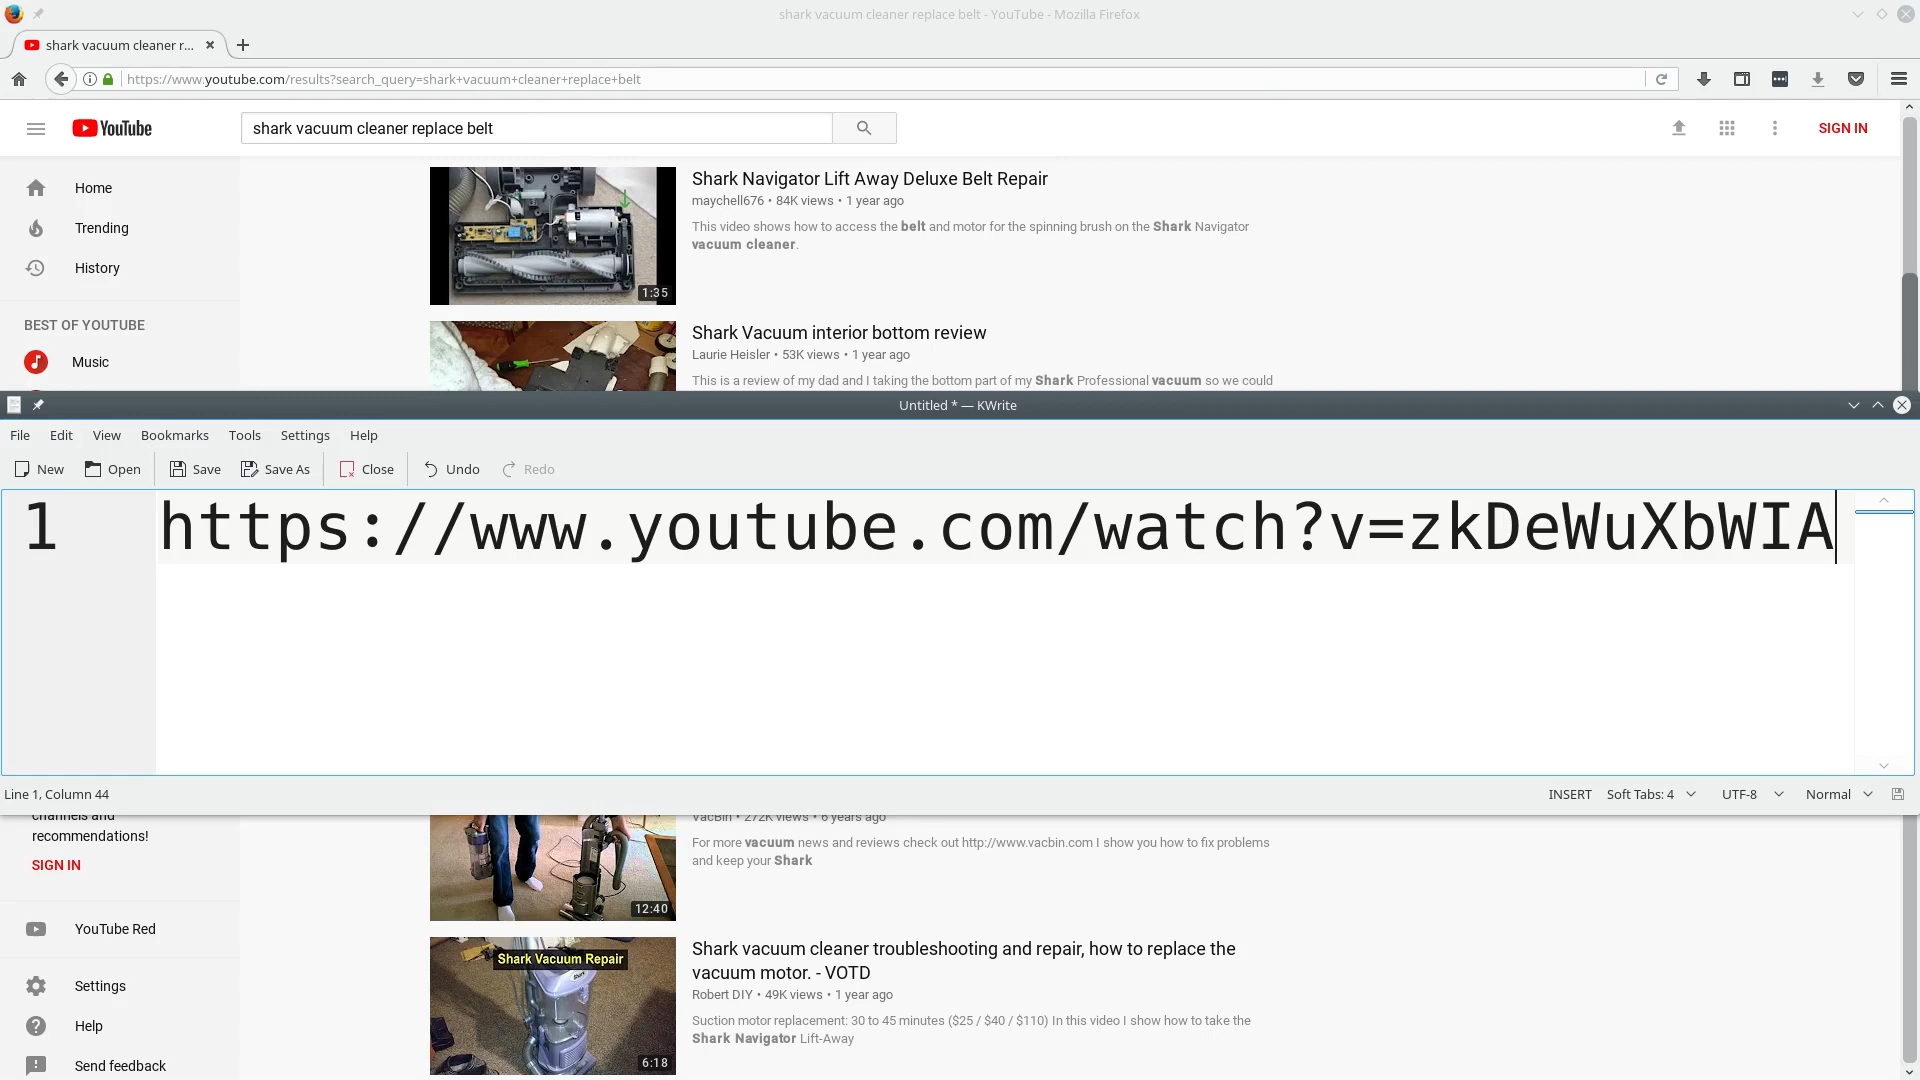 shark vacuum cleaner replace belt - YouTube - Mozilla Firefox
shark vacuum cleaner r...
https://www.youtube.com/results?search_query=shark+vacuum+cleaner+replace+belt
YouTube
shark vacuum cleaner replace belt
SIGN IN
Home
Trending
History
BEST OF YOUTUBE
Music
1:35
Shark Navigator Lift Away Deluxe Belt Repair
maychell676 • 84K views • 1 year ago
This video shows how to access the belt and motor for the spinning brush on the Shark Navigator
vacuum cleaner.
Shark Vacuum interior bottom review
Laurie Heisler • 53K views • 1 year ago
This is a review of my dad and I taking the bottom part of my Shark Professional vacuum so we could
Untitled * — KWrite
File Edit View Bookmarks Tools Settings Help
New Open Save Save As Close Undo Redo
1 https://www.youtube.com/watch?v=zkDeWuXbWIA
Line 1, Column 44
INSERT Soft Tabs: 4 UTF-8 Normal
channels and
recommendations!
SIGN IN
YouTube Red
Settings
Help
Send feedback
VacBin • 272K views • 6 years ago
For more vacuum news and reviews check out http://www.vacbin.com I show you how to fix problems
and keep your Shark
12:40
Shark Vacuum Repair
6:18
Shark vacuum cleaner troubleshooting and repair, how to replace the
vacuum motor. - VOTD
Robert DIY • 49K views • 1 year ago
Suction motor replacement: 30 to 45 minutes ($25 / $40 / $110) In this video I show how to take the
Shark Navigator Lift-Away